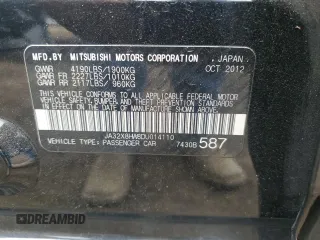 MFD.BY MITSUBISHI MOTORS CORPORATION , JAPAN.
GVWR 4190LBS/1900KG OCT 2012
GAWR FR 2227LBS/1010KG
GAWR RR 2117LBS/ 960KG
THIS VEHICLE CONFORMS TO ALL APPLICABLE FEDERAL MOTOR
VEHICLE SAFETY, BUMPER, AND THEFT PREVENTION STANDARDS
IN EFFECT ON THE DATE OF MANUFACTURE SHOWN ABOVE.
JA32X8HW8DU014110
VEHICLE TYPE: PASSENGER CAR 7430B 587
DREAMBID.COM